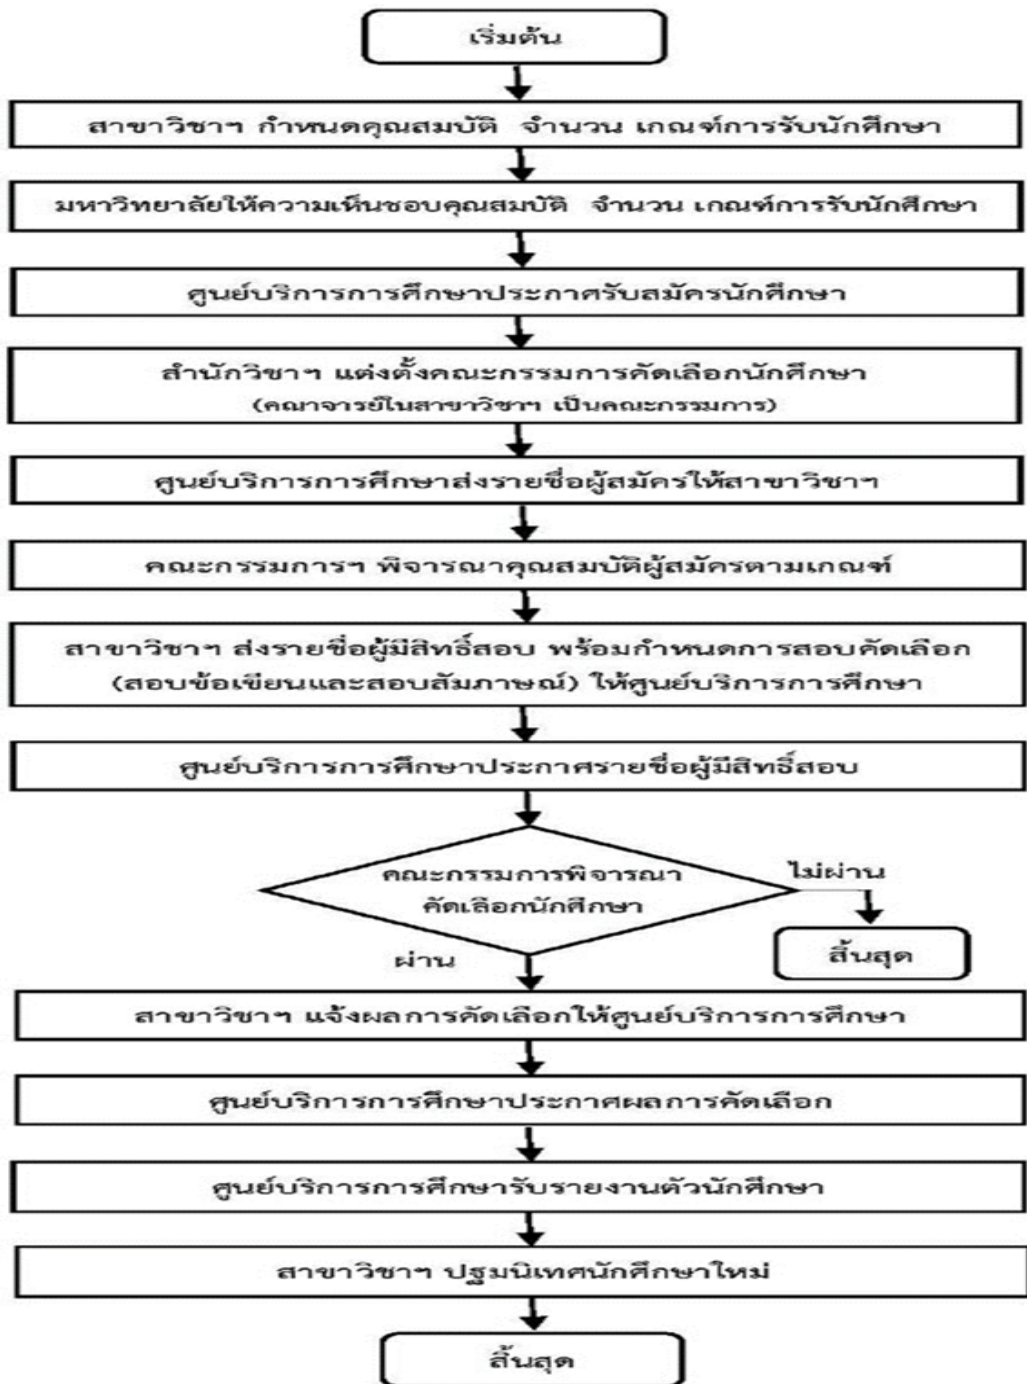 เริ่มต้น
สาขาวิชาฯ กำหนดคุณสมบัติ จำนวน เกณฑ์การรับนักศึกษา
มหาวิทยาลัยให้ความเห็นชอบคุณสมบัติ จำนวน เกณฑ์การรับนักศึกษา
ศูนย์บริการการศึกษาประกาศรับสมัครนักศึกษา
สำนักวิชาฯ แต่งตั้งคณะกรรมการคัดเลือกนักศึกษา
(คณาจารย์ในสาขาวิชาฯ เป็นคณะกรรมการ)
ศูนย์บริการการศึกษาส่งรายชื่อผู้สมัครให้สาขาวิชาฯ
คณะกรรมการฯ พิจารณาคุณสมบัติผู้สมัครตามเกณฑ์
สาขาวิชาฯ ส่งรายชื่อผู้มีสิทธิ์สอบ พร้อมกำหนดการสอบคัดเลือก
(สอบข้อเขียนและสอบสัมภาษณ์) ให้ศูนย์บริการการศึกษา
ศูนย์บริการการศึกษาประกาศรายชื่อผู้มีสิทธิ์สอบ
คณะกรรมการพิจารณา
คัดเลือกนักศึกษา
ไม่ผ่าน
สิ้นสุด
ผ่าน
สาขาวิชาฯ แจ้งผลการคัดเลือกให้ศูนย์บริการการศึกษา
ศูนย์บริการการศึกษาประกาศผลการคัดเลือก
ศูนย์บริการการศึกษารับรายงานตัวนักศึกษา
สาขาวิชาฯ ปฐมนิเทศนักศึกษาใหม่
สิ้นสุด